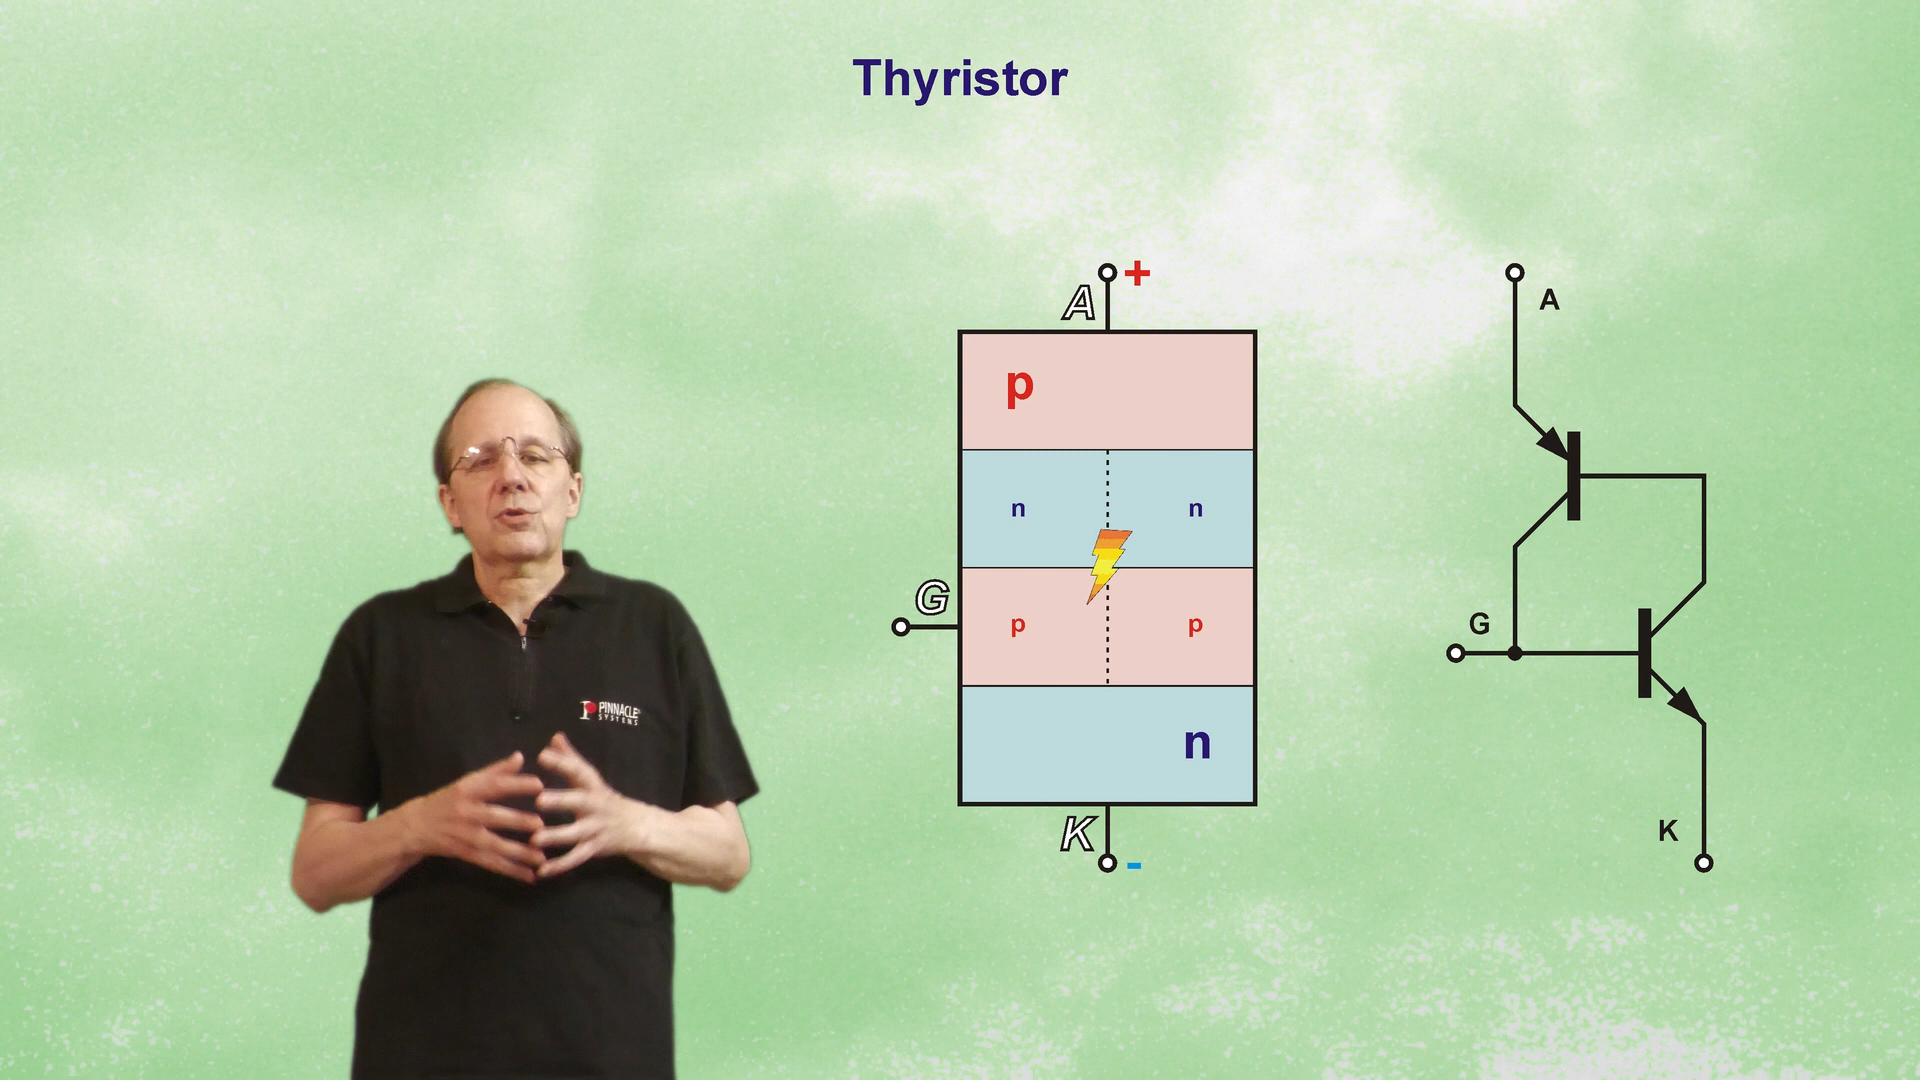 Thyristor
A +
p
n n
G
p p
n
K -
A
G
K
PINNACLE
SYSTEMS